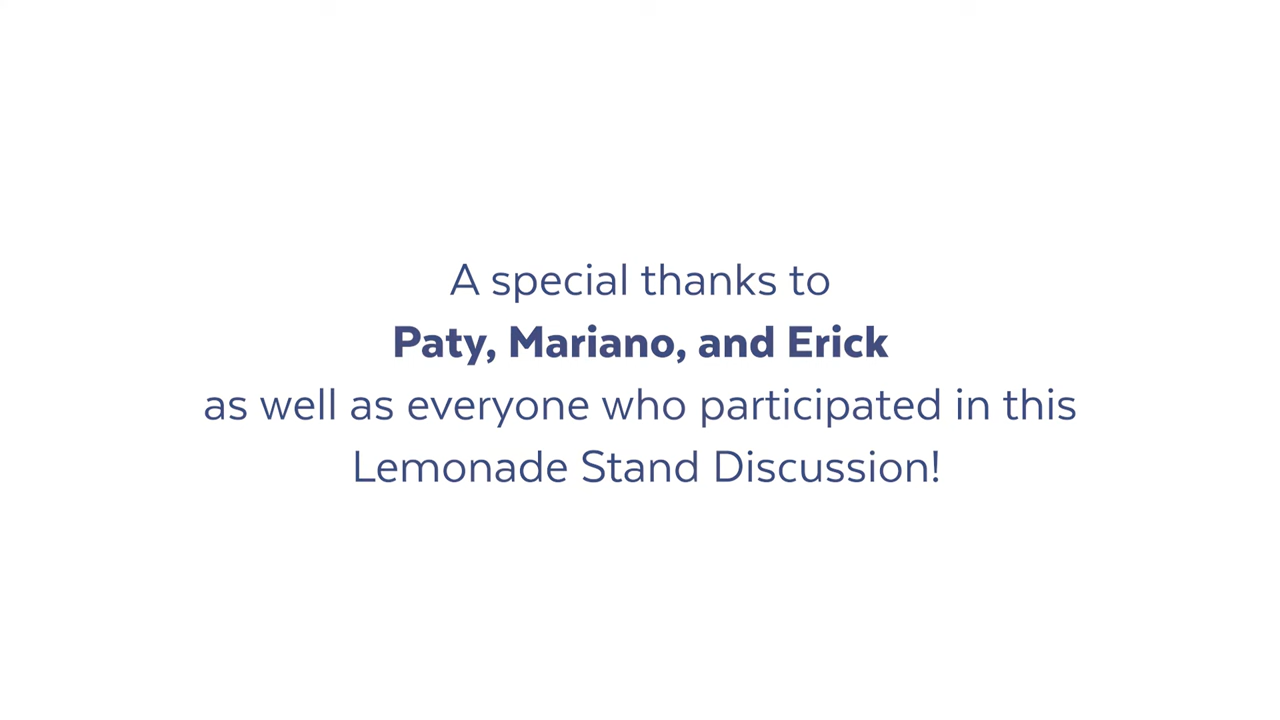 A special thanks to
Paty, Mariano, and Erick
as well as everyone who participated in this
Lemonade Stand Discussion!